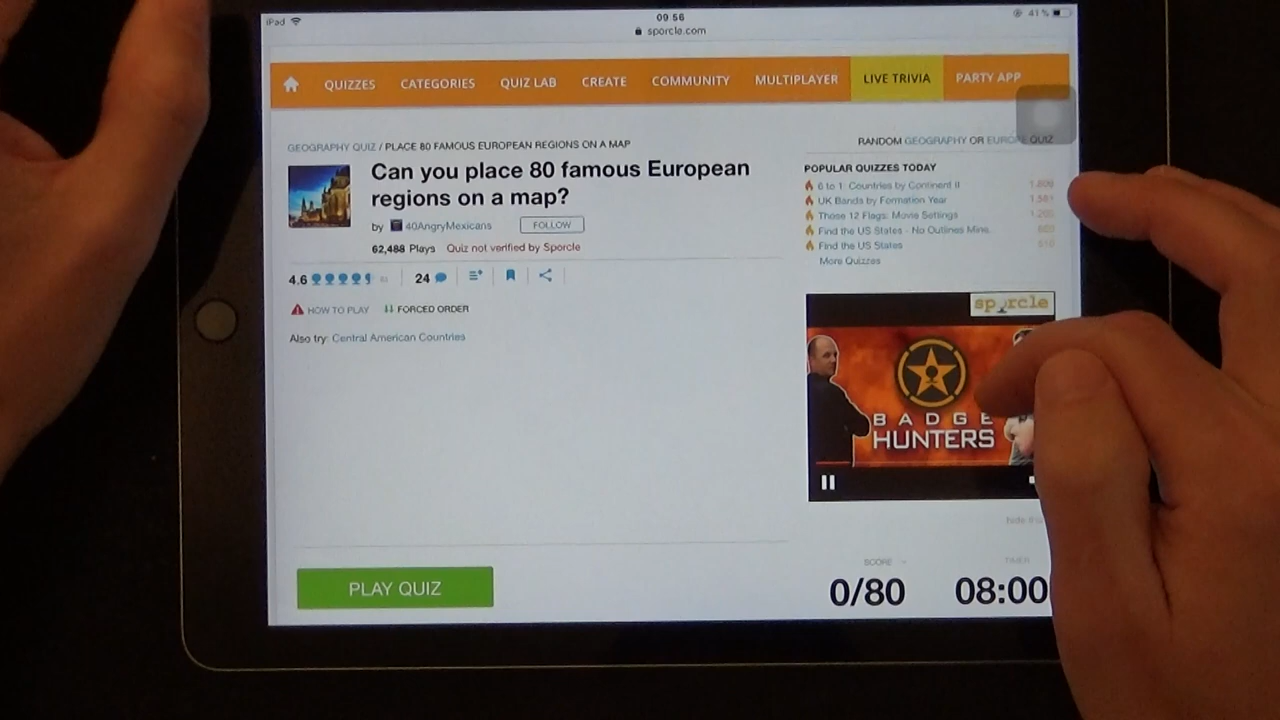 iPad
09 56
41%
sporcle.com
QUIZZES
CATEGORIES
QUIZ LAB
CREATE
COMMUNITY
MULTIPLAYER
LIVE TRIVIA
PARTY APP
GEOGRAPHY QUIZ / PLACE 80 FAMOUS EUROPEAN REGIONS ON A MAP
RANDOM GEOGRAPHY OR EUROPE QUIZ
Can you place 80 famous European
regions on a map?
by 40AngryMexicans
FOLLOW
62,488 Plays Quiz not verified by Sporcle
4.6
24
HOW TO PLAY
FORCED ORDER
Also try: Central American Countries
POPULAR QUIZZES TODAY
6 to 1: Countries by Continent II
UK Bands by Formation Year
Those 12 Flags: Movie Settings
Find the US States - No Outlines Mine
Find the US States
More Quizzes
sporcle
BADGE
HUNTERS
PLAY QUIZ
SCORE
TIMER
0/80
08:00